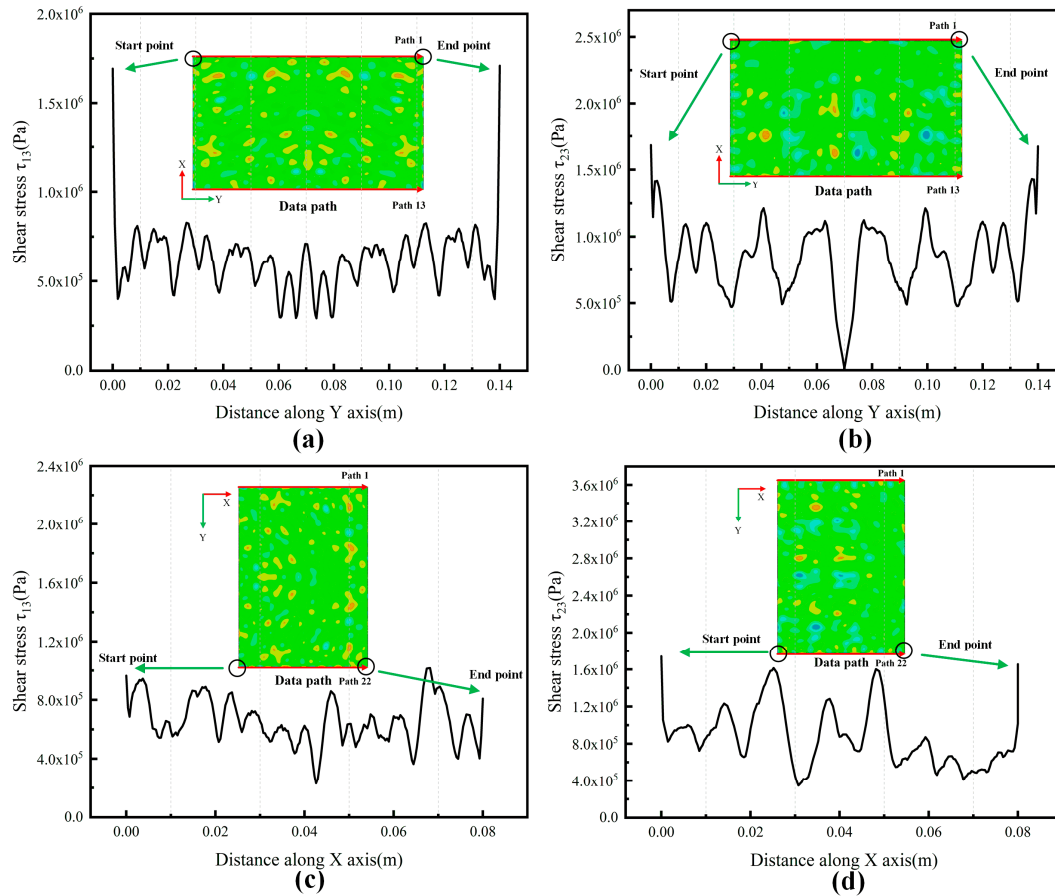 Shear stress τ13(Pa)
2.0x10^6
1.5x10^6
1.0x10^6
5.0x10^5
0.0
Start point
Path 1
End point
X
Y
Data path
Path 13
0.00 0.02 0.04 0.06 0.08 0.10 0.12 0.14
Distance along Y axis(m)
(a)
Shear stress τ23(Pa)
2.5x10^6
2.0x10^6
1.5x10^6
1.0x10^6
5.0x10^5
0.0
Path 1
Start point
End point
X
Y
Data path
Path 13
0.00 0.02 0.04 0.06 0.08 0.10 0.12 0.14
Distance along Y axis(m)
(b)
Shear stress τ13(Pa)
2.4x10^6
2.0x10^6
1.6x10^6
1.2x10^6
8.0x10^5
4.0x10^5
0.0
Path 1
X
Y
Start point
End point
Data path
Path 22
0.00 0.02 0.04 0.06 0.08
Distance along X axis(m)
(c)
Shear stress τ23(Pa)
3.6x10^6
3.2x10^6
2.8x10^6
2.4x10^6
2.0x10^6
1.6x10^6
1.2x10^6
8.0x10^5
4.0x10^5
0.0
Path 1
X
Y
Start point
End point
Data path
Path 22
0.00 0.02 0.04 0.06 0.08
Distance along X axis(m)
(d)